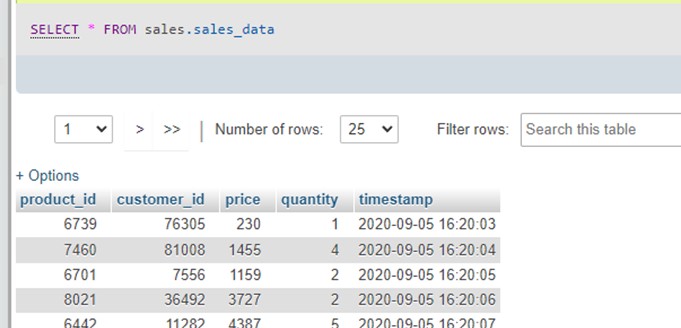 SELECT * FROM sales.sales_data
1 > >> | Number of rows: 25 Filter rows: Search this table
+ Options
product_id customer_id price quantity timestamp
6739 76305 230 1 2020-09-05 16:20:03
7460 81008 1455 4 2020-09-05 16:20:04
6701 7556 1159 2 2020-09-05 16:20:05
8021 36492 3727 2 2020-09-05 16:20:06
6442 11282 4387 5 2020-09-05 16:20:07